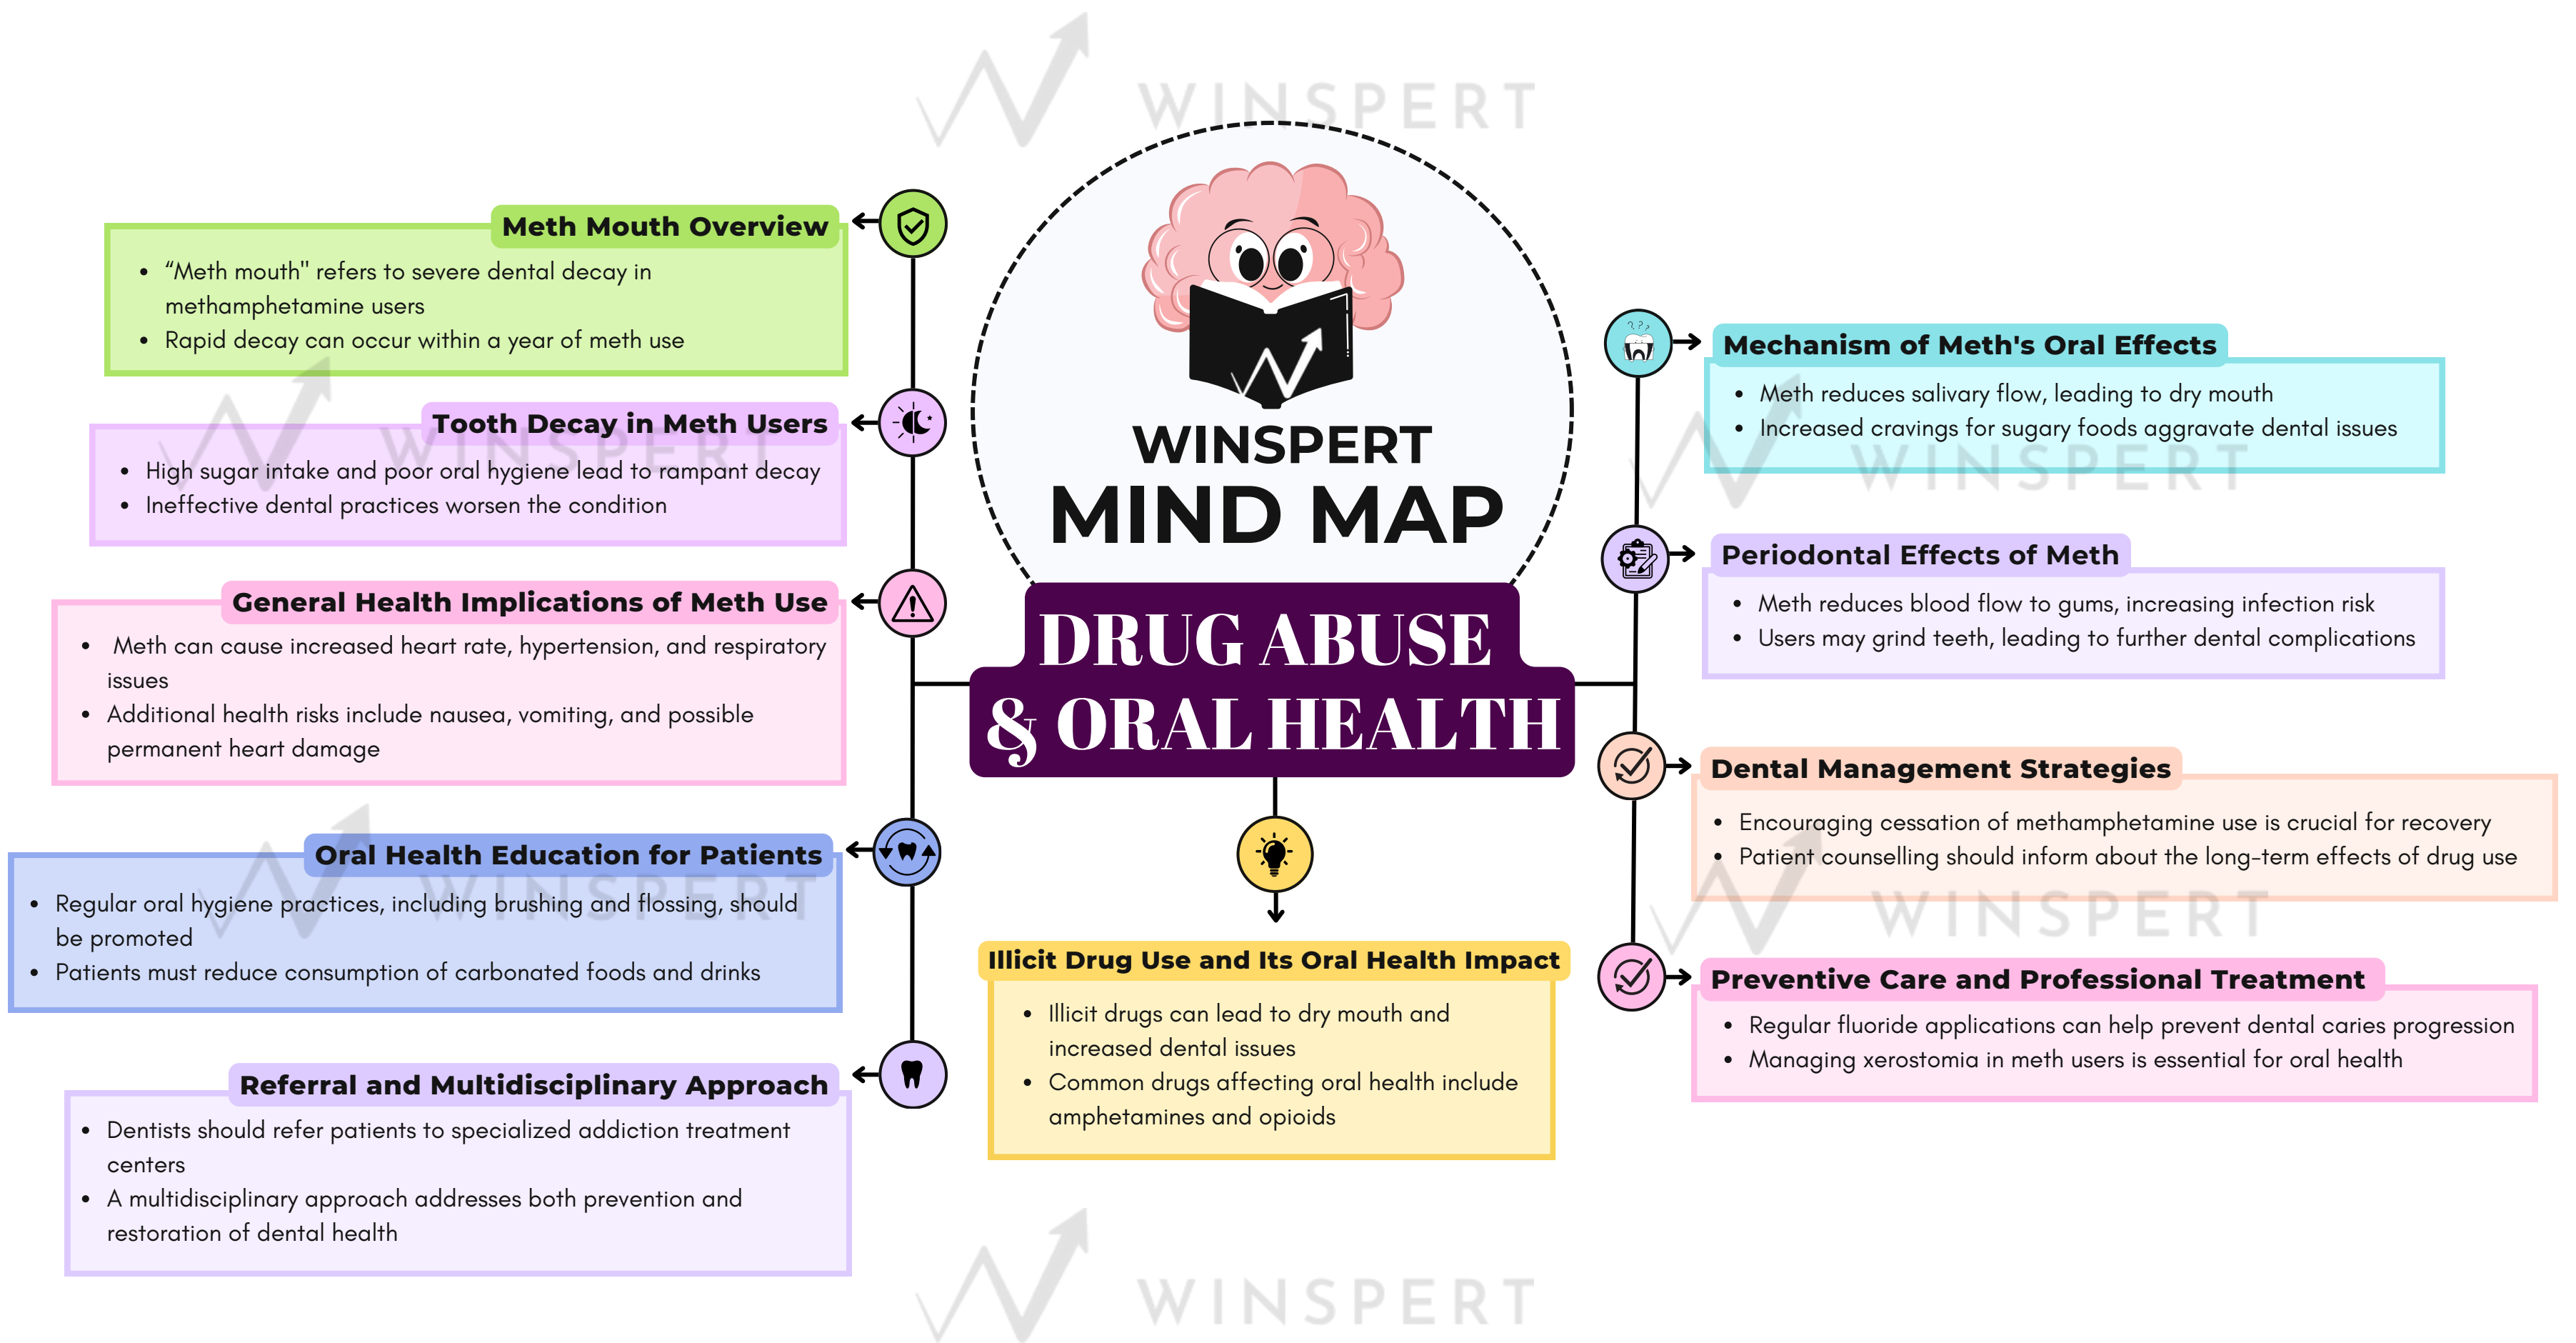 WINSPERT
Meth Mouth Overview
• “Meth mouth" refers to severe dental decay in
methamphetamine users
• Rapid decay can occur within a year of meth use
Tooth Decay in Meth Users
WINSPERT
• High sugar intake and poor oral hygiene lead to rampant decay
• Ineffective dental practices worsen the condition
General Health Implications of Meth Use
• Meth can cause increased heart rate, hypertension, and respiratory
issues
• Additional health risks include nausea, vomiting, and possible
permanent heart damage
Oral Health Education for Patients
WINSPERT
• Regular oral hygiene practices, including brushing and flossing, should
be promoted
• Patients must reduce consumption of carbonated foods and drinks
Referral and Multidisciplinary Approach
• Dentists should refer patients to specialized addiction treatment
centers
• A multidisciplinary approach addresses both prevention and
restoration of dental health
WINSPERT
MIND MAP
DRUG ABUSE
& ORAL HEALTH
Illicit Drug Use and Its Oral Health Impact
• Illicit drugs can lead to dry mouth and
increased dental issues
• Common drugs affecting oral health include
amphetamines and opioids
???
Mechanism of Meth's Oral Effects
• Meth reduces salivary flow, leading to dry mouth
• Increased cravings for sugary foods aggravate dental issues
WINSPERT
Periodontal Effects of Meth
• Meth reduces blood flow to gums, increasing infection risk
• Users may grind teeth, leading to further dental complications
Dental Management Strategies
• Encouraging cessation of methamphetamine use is crucial for recovery
• Patient counselling should inform about the long-term effects of drug use
WINSPERT
Preventive Care and Professional Treatment
• Regular fluoride applications can help prevent dental caries progression
• Managing xerostomia in meth users is essential for oral health
WINSPERT